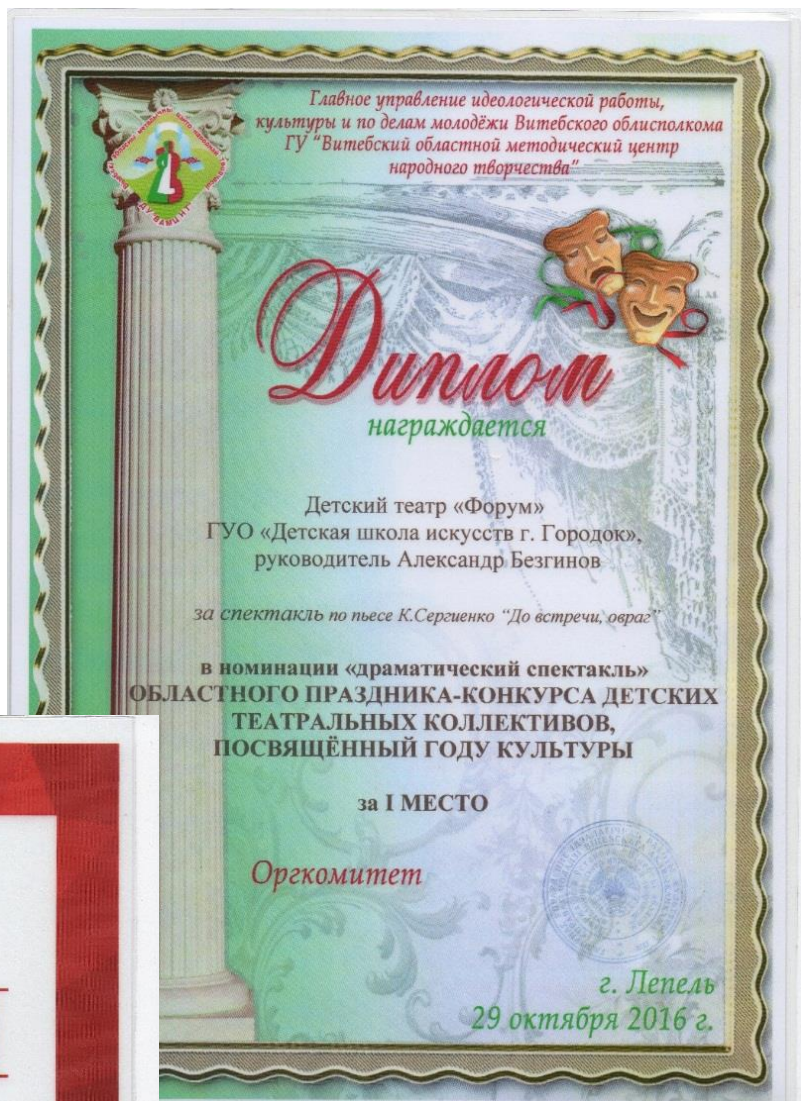 Главное управление идеологической работы,
культуры и по делам молодёжи Витебского облисполкома
ГУ "Витебский областной методический центр
народного творчества"
Диплом
награждается
Детский театр «Форум»
ГУО «Детская школа искусств г. Городок»,
руководитель Александр Безгинов
за спектакль по пьесе К.Сергиенко "До встречи, овраг"
в номинации «драматический спектакль»
ОБЛАСТНОГО ПРАЗДНИКА-КОНКУРСА ДЕТСКИХ
ТЕАТРАЛЬНЫХ КОЛЛЕКТИВОВ,
ПОСВЯЩЁННЫЙ ГОДУ КУЛЬТУРЫ
за I МЕСТО
Оргкомитет
г. Лепель
29 октября 2016 г.